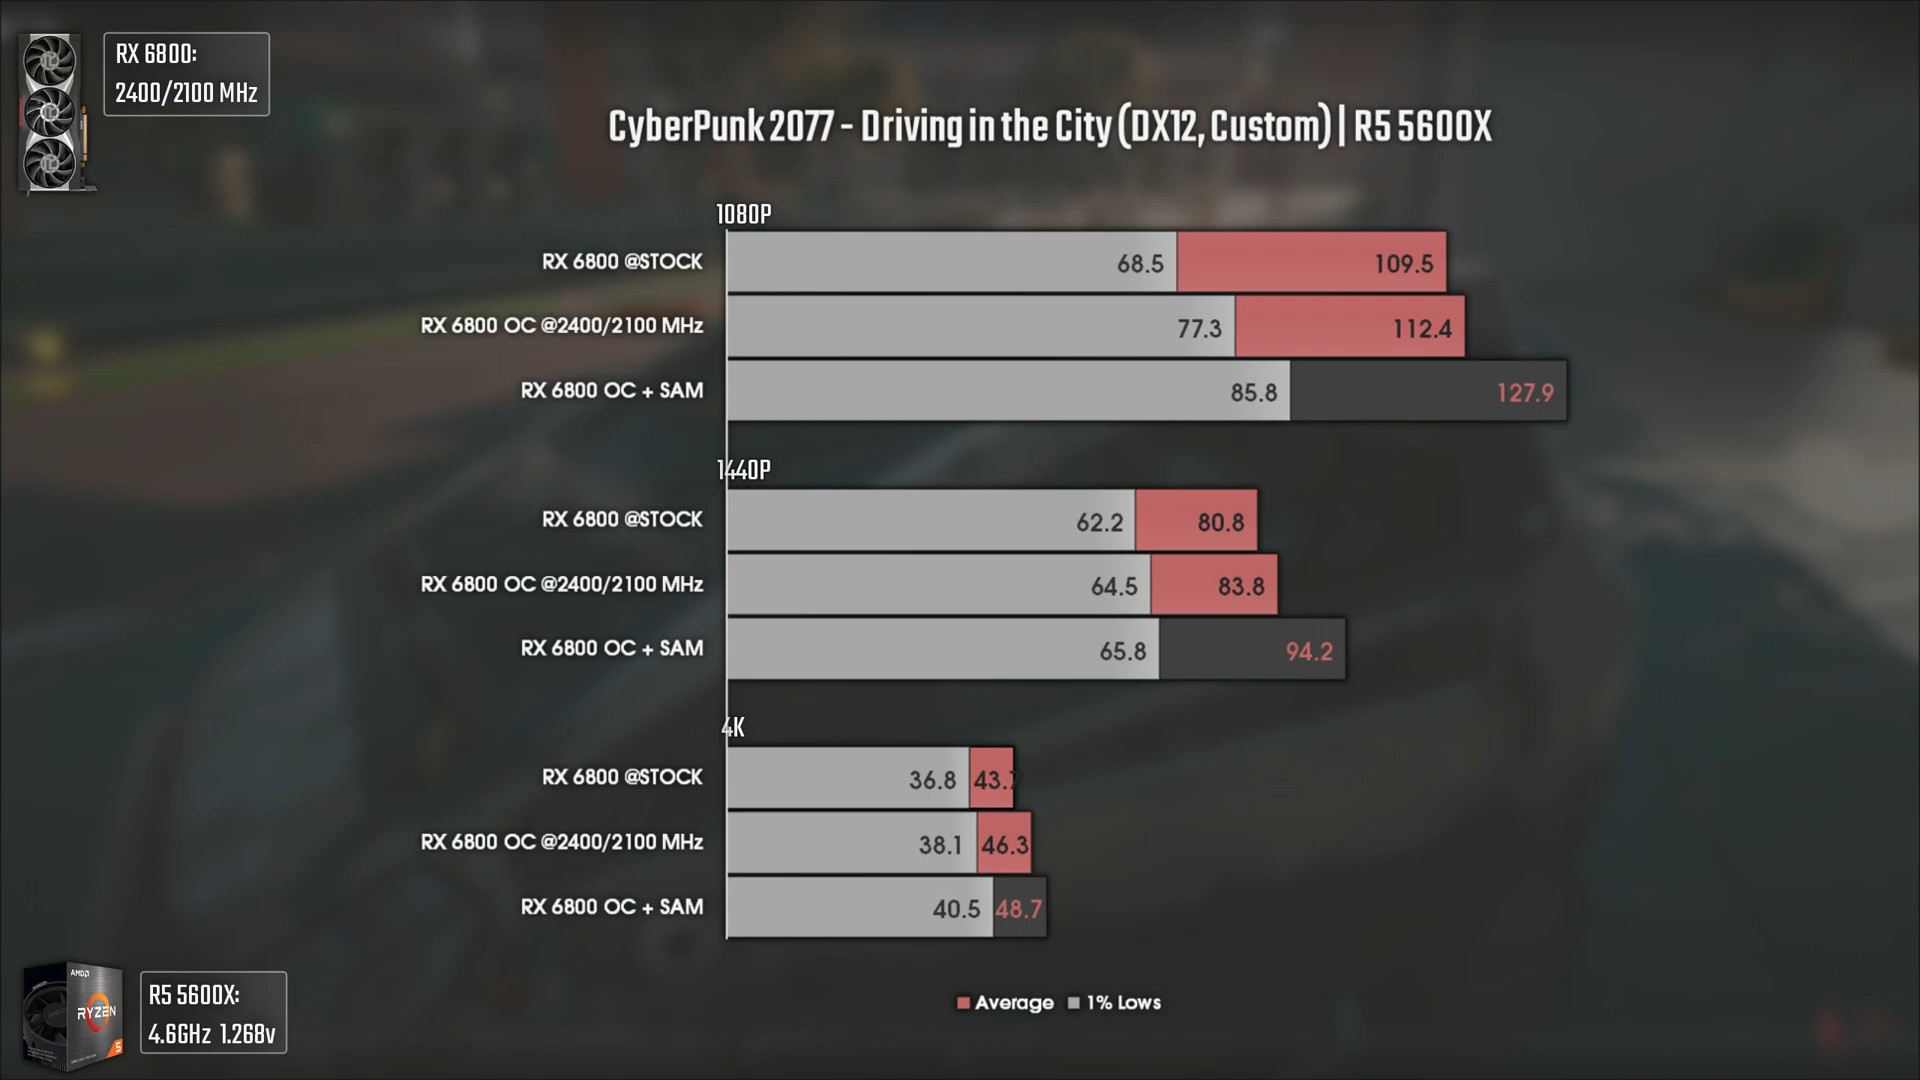 RX 6800:
2400/2100 MHz
CyberPunk 2077 - Driving in the City (DX12, Custom) | R5 5600X
1080P
RX 6800 @STOCK 68.5 109.5
RX 6800 OC @2400/2100 MHz 77.3 112.4
RX 6800 OC + SAM 85.8 127.9
1440P
RX 6800 @STOCK 62.2 80.8
RX 6800 OC @2400/2100 MHz 64.5 83.8
RX 6800 OC + SAM 65.8 94.2
4K
RX 6800 @STOCK 36.8 43.7
RX 6800 OC @2400/2100 MHz 38.1 46.3
RX 6800 OC + SAM 40.5 48.7
Average 1% Lows
AMD
RYZEN
5
R5 5600X:
4.6GHz 1.268v